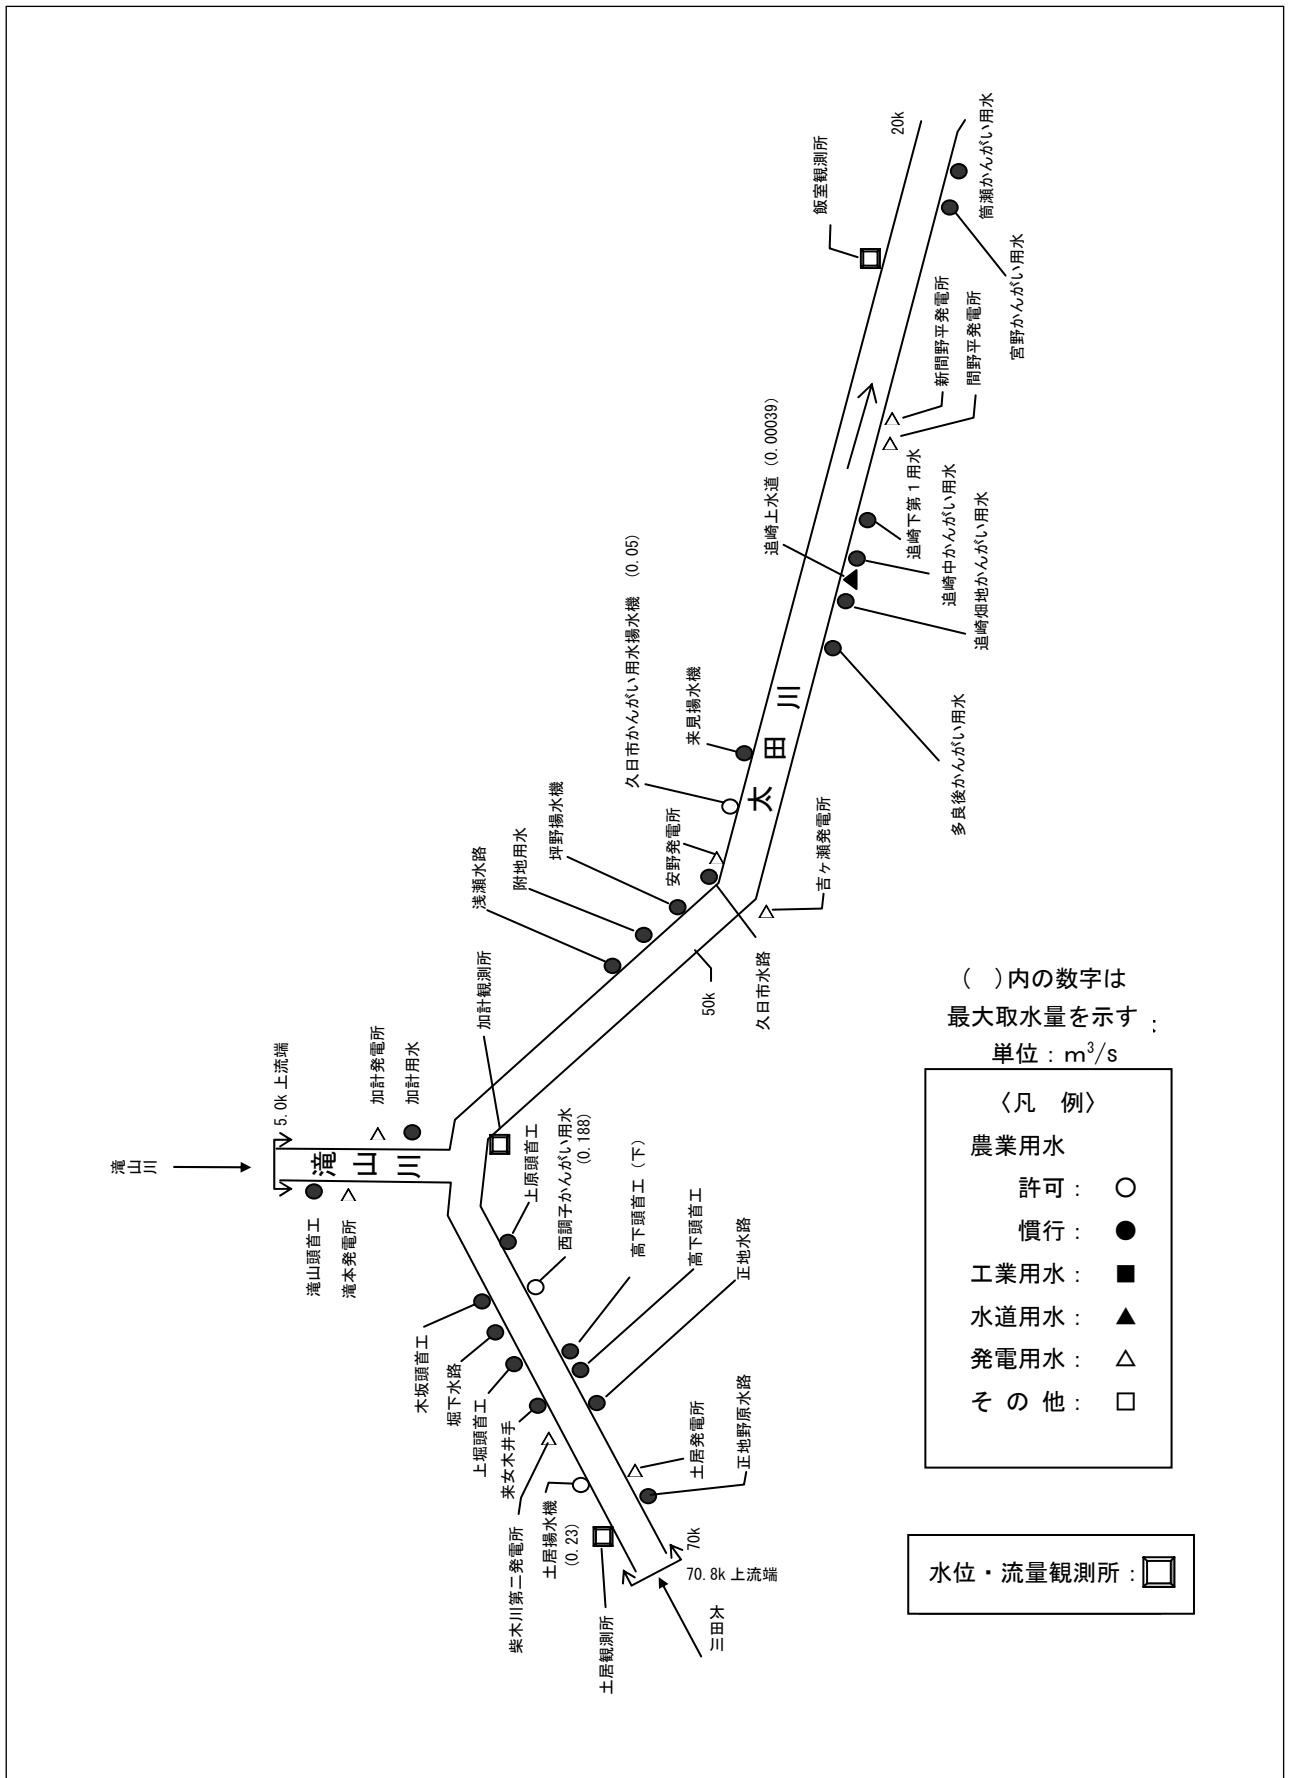 滝山川
5.0k 上流端
加計発電所
加計用水
滝山川
滝山頭首工
滝本発電所
加計観測所
浅瀬水路
附地用水
坪野揚水機
安野発電所
久日市かんがい用水揚水機 (0.05)
来見揚水機
追崎上水道 (0.00039)
飯室観測所
20k
筒瀬かんがい用水
宮野かんがい用水
新間野平発電所
間野平発電所
追崎下第1用水
追崎中かんがい用水
追崎畑地かんがい用水
多良後かんがい用水
太田川
吉ヶ瀬発電所
久日市水路
50k
上原頭首工
西調子かんがい用水
(0.188)
高下頭首工(下)
高下頭首工
正地水路
土居発電所
正地野原水路
木坂頭首工
堀下水路
上堀頭首工
来女木井手
柴木川第二発電所
土居揚水機
(0.23)
土居観測所
70k
70.8k 上流端
太田川
( )内の数字は
最大取水量を示す :
単位：m³/s
〈凡 例〉
農業用水
許可： ○
慣行： ●
工業用水： ■
水道用水： ▲
発電用水： △
そ の 他： □
水位・流量観測所：